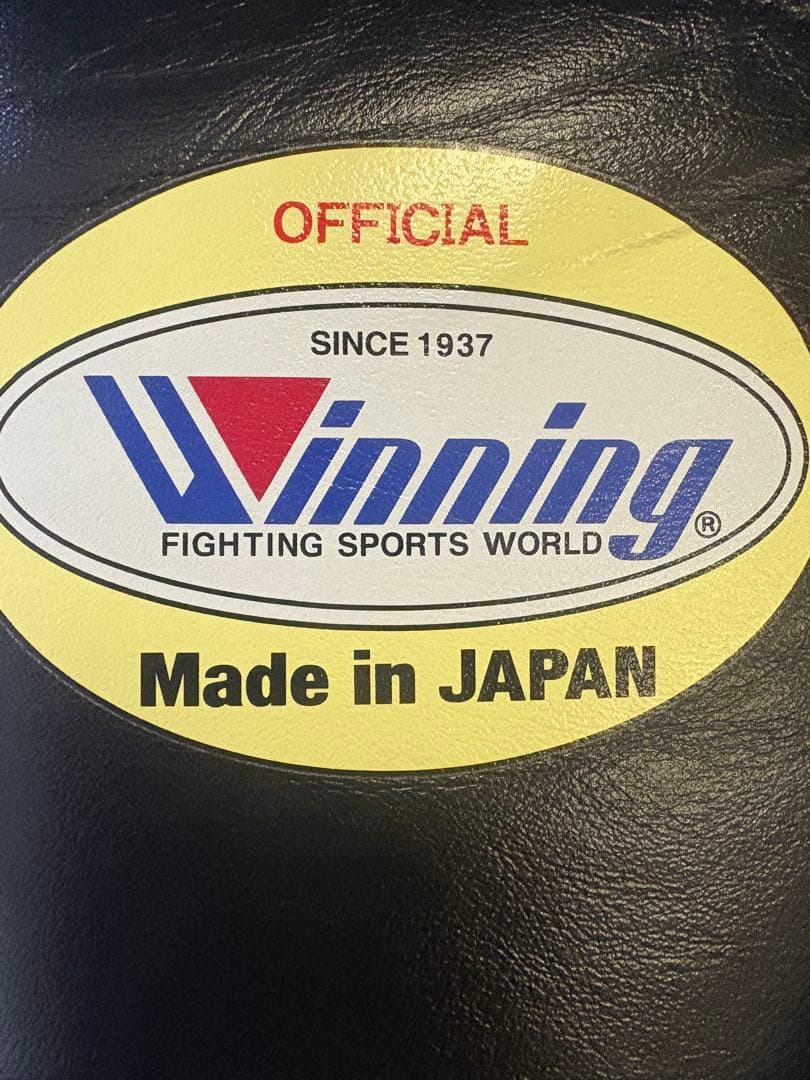 OFFICIAL
SINCE 1937
Winning
®
FIGHTING SPORTS WORLD
Made in JAPAN